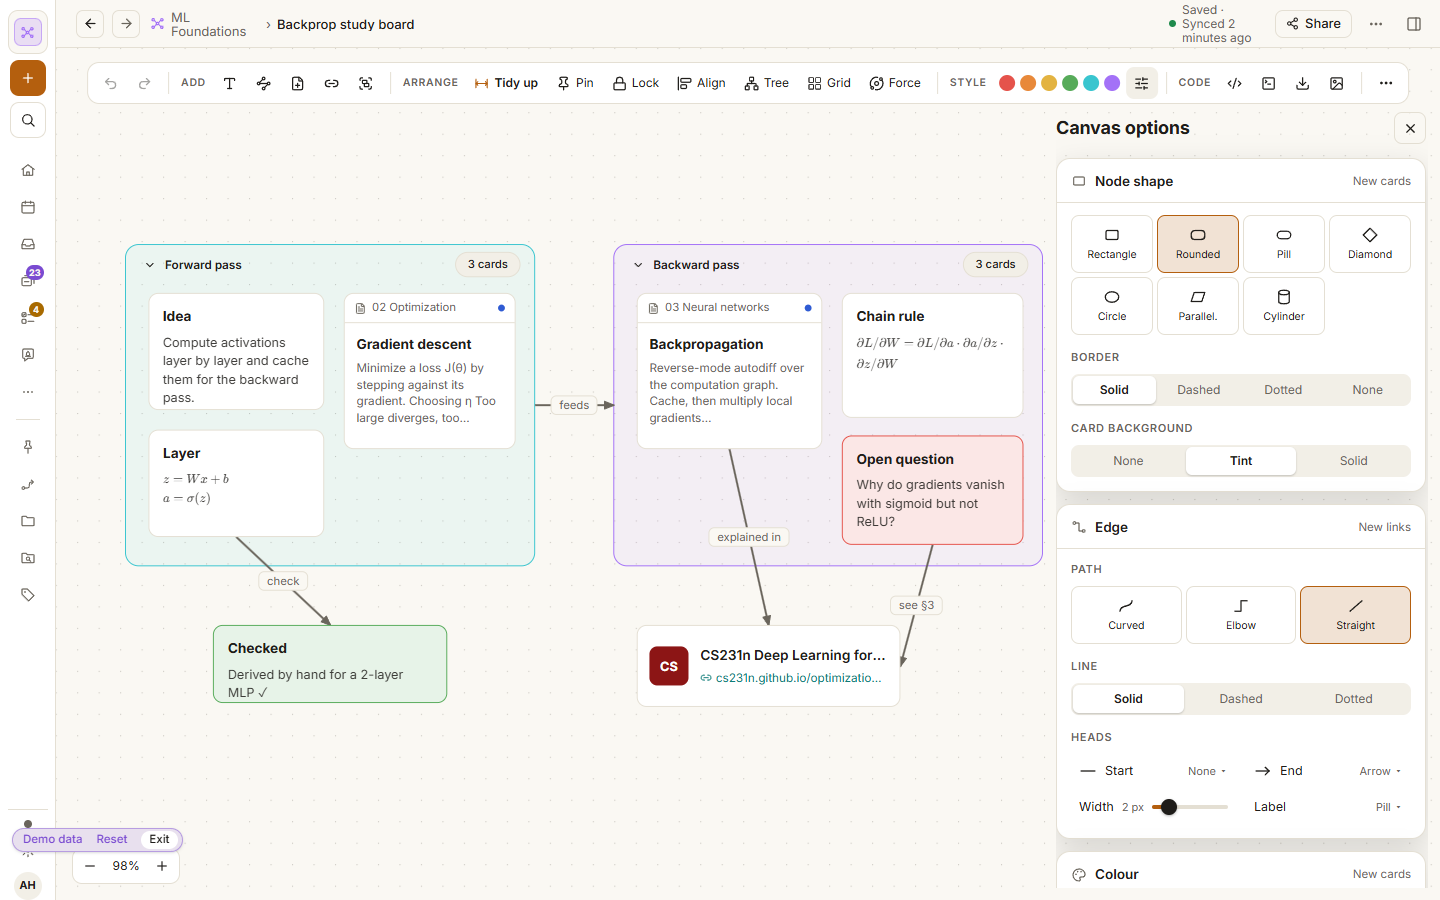 ML Foundations
› Backprop study board
Saved ·
Synced 2
minutes ago
Share
ADD
ARRANGE
Tidy up
Pin
Lock
Align
Tree
Grid
Force
STYLE
CODE
23
4
Forward pass
3 cards
Idea
Compute activations
layer by layer and cache
them for the backward
pass.
02 Optimization
Gradient descent
Minimize a loss J(θ) by
stepping against its
gradient. Choosing η Too
large diverges, too...
Layer
z = Wx + b
a = σ(z)
feeds
check
Checked
Derived by hand for a 2-layer
MLP ✓
Backward pass
3 cards
03 Neural networks
Backpropagation
Reverse-mode autodiff over
the computation graph.
Cache, then multiply local
gradients...
Chain rule
∂L/∂W = ∂L/∂a · ∂a/∂z ·
∂z/∂W
Open question
Why do gradients vanish
with sigmoid but not
ReLU?
explained in
see §3
CS
CS231n Deep Learning for...
cs231n.github.io/optimizatio...
Canvas options
Node shape
New cards
Rectangle
Rounded
Pill
Diamond
Circle
Parallel.
Cylinder
BORDER
Solid
Dashed
Dotted
None
CARD BACKGROUND
None
Tint
Solid
Edge
New links
PATH
Curved
Elbow
Straight
LINE
Solid
Dashed
Dotted
HEADS
Start
None
End
Arrow
Width
2 px
Label
Pill
Colour
New cards
Demo data
Reset
Exit
98%
AH